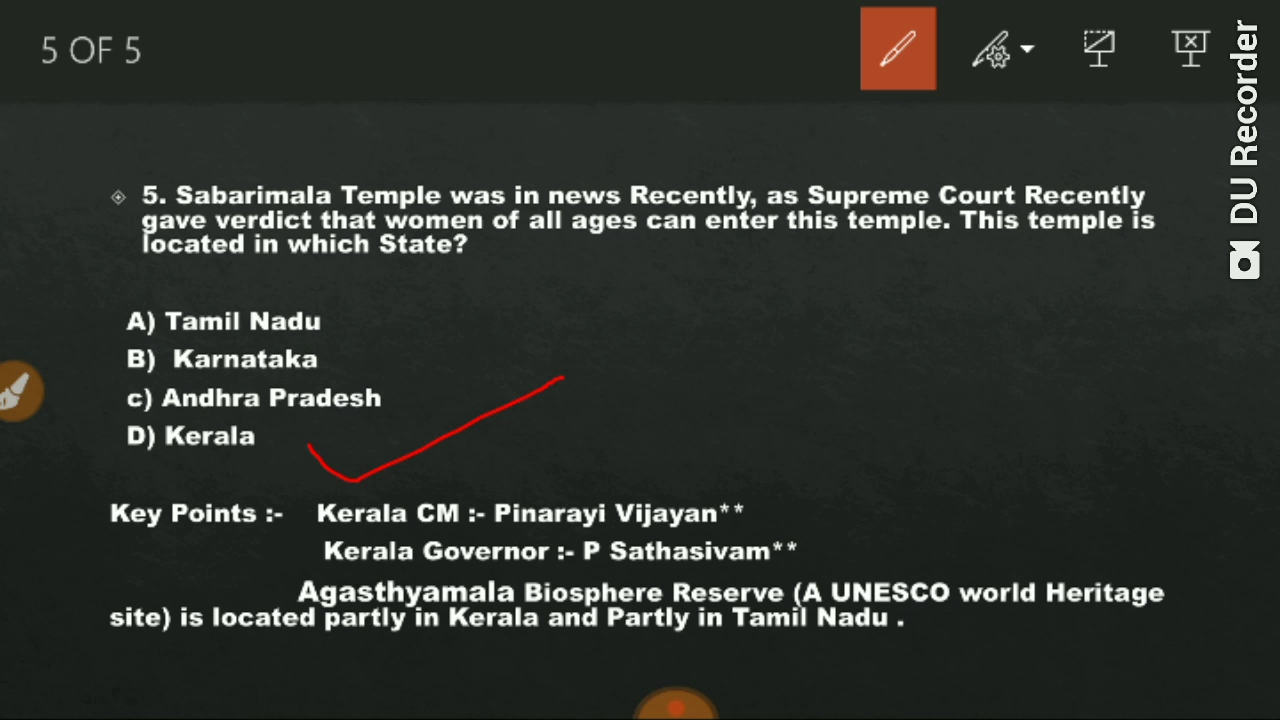 5 OF 5
DU Recorder
5. Sabarimala Temple was in news Recently, as Supreme Court Recently
gave verdict that women of all ages can enter this temple. This temple is
located in which State?
A) Tamil Nadu
B) Karnataka
c) Andhra Pradesh
D) Kerala
Key Points :- Kerala CM :- Pinarayi Vijayan**
Kerala Governor :- P Sathasivam**
Agasthyamala Biosphere Reserve (A UNESCO world Heritage
site) is located partly in Kerala and Partly in Tamil Nadu .